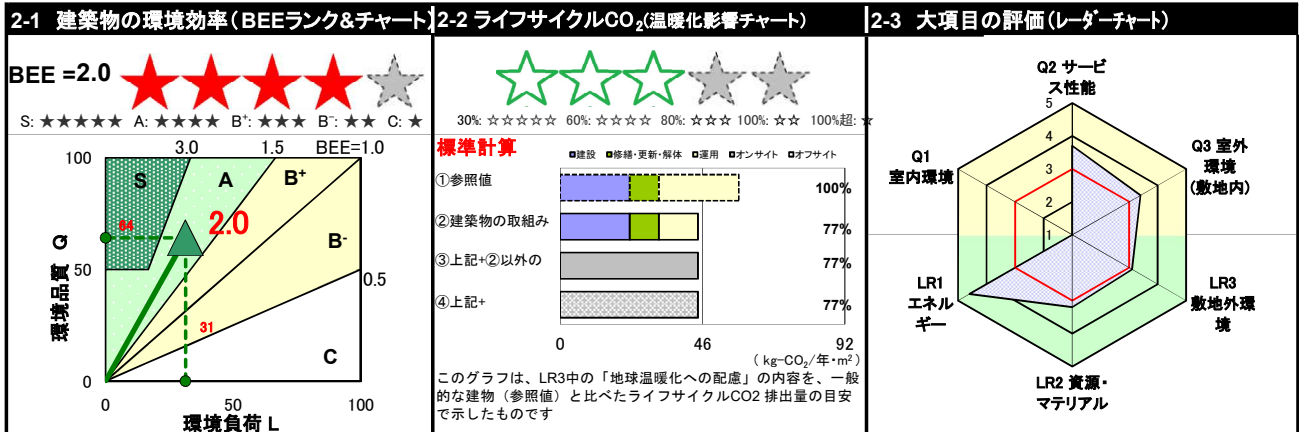 2-1 建築物の環境効率（BEEランク&チャート）
BEE =2.0
S: ★★★★★ A: ★★★★ B+: ★★★ B-: ★★ C: ★
3.0 1.5 BEE=1.0
100
S
A
B+
64
2.0
B-
50
0.5
31
C
0
環境品質 Q
0 50 100
環境負荷 L
2-2 ライフサイクルCO2(温暖化影響チャート)
30%: ☆☆☆☆☆ 60%: ☆☆☆☆ 80%: ☆☆☆ 100%: ☆☆ 100%超: ☆
標準計算
■建設 ■修繕・更新・解体 □運用 □オンサイト □オフサイト
①参照値 100%
②建築物の取組み 77%
③上記+②以外の 77%
④上記+ 77%
0 46 92
( kg-CO2/年・m2 )
このグラフは、LR3中の「地球温暖化への配慮」の内容を、一般
的な建物（参照値）と比べたライフサイクルCO2 排出量の目安
で示したものです
2-3 大項目の評価（レーダーチャート）
Q2 サービ
ス性能
5
4
3
2
1
Q1
室内環境
Q3 室外
環境
(敷地内)
LR1
エネル
ギー
LR3
敷地外環
境
LR2 資源・
マテリアル